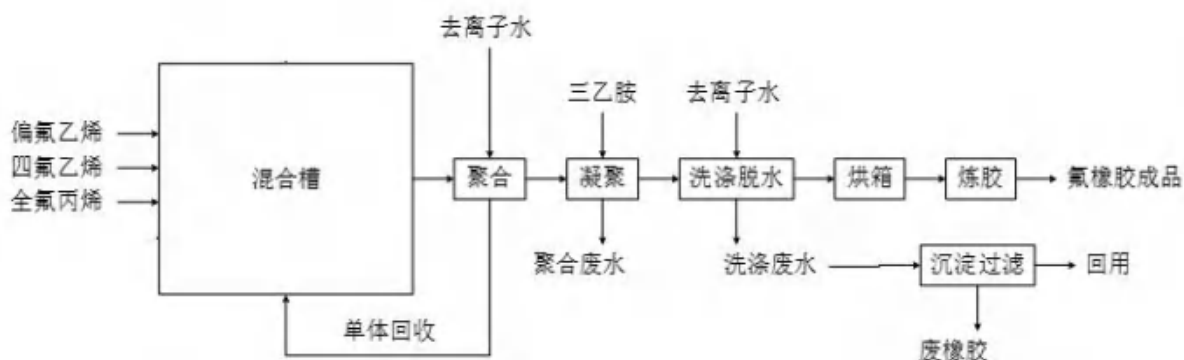 去离子水
三乙胺
去离子水
偏氟乙烯
四氟乙烯
全氟丙烯
混合槽
聚合
凝聚
洗涤脱水
烘箱
炼胶
氟橡胶成品
聚合废水
洗涤废水
沉淀过滤
回用
单体回收
废橡胶